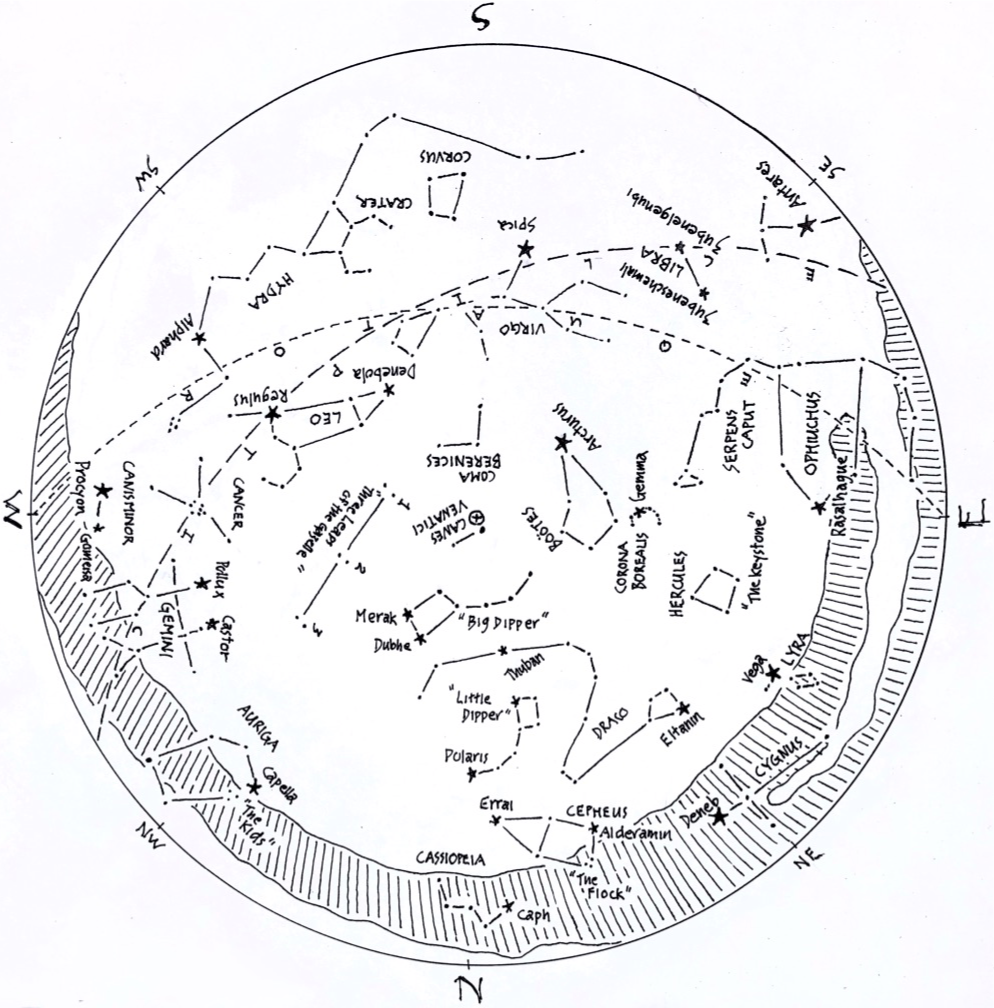 S
SW
SE
CORVUS
CRATER
Antares
Zubenelgenubi
Spica
LIBRA
Zubeneschemali
HYDRA
Alphard
E C L I P T I C
E Q U A T O R
VIRGO
Denebola
Regulus
LEO
Arcturus
SERPENS
CAPUT
OPHIUCHUS
Rasalhague
COMA
BERENICES
Procyon
CANIS MINOR
Gomeisa
CANCER
"Three Leaps
of the Gazelle"
1
2
3
CANES
VENATICI
BOÖTES
Gemma
CORONA
BOREALIS
W
E
HERCULES
"The Keystone"
Pollux
Castor
GEMINI
Merak
Dubhe
"Big Dipper"
Thuban
"Little
Dipper"
Polaris
DRACO
Eltanin
Vega
LYRA
CYGNUS
Deneb
AURIGA
Capella
"The
Kids"
Errai
CEPHEUS
Alderamin
CASSIOPEIA
"The
Flock"
Caph
NW
NE
N